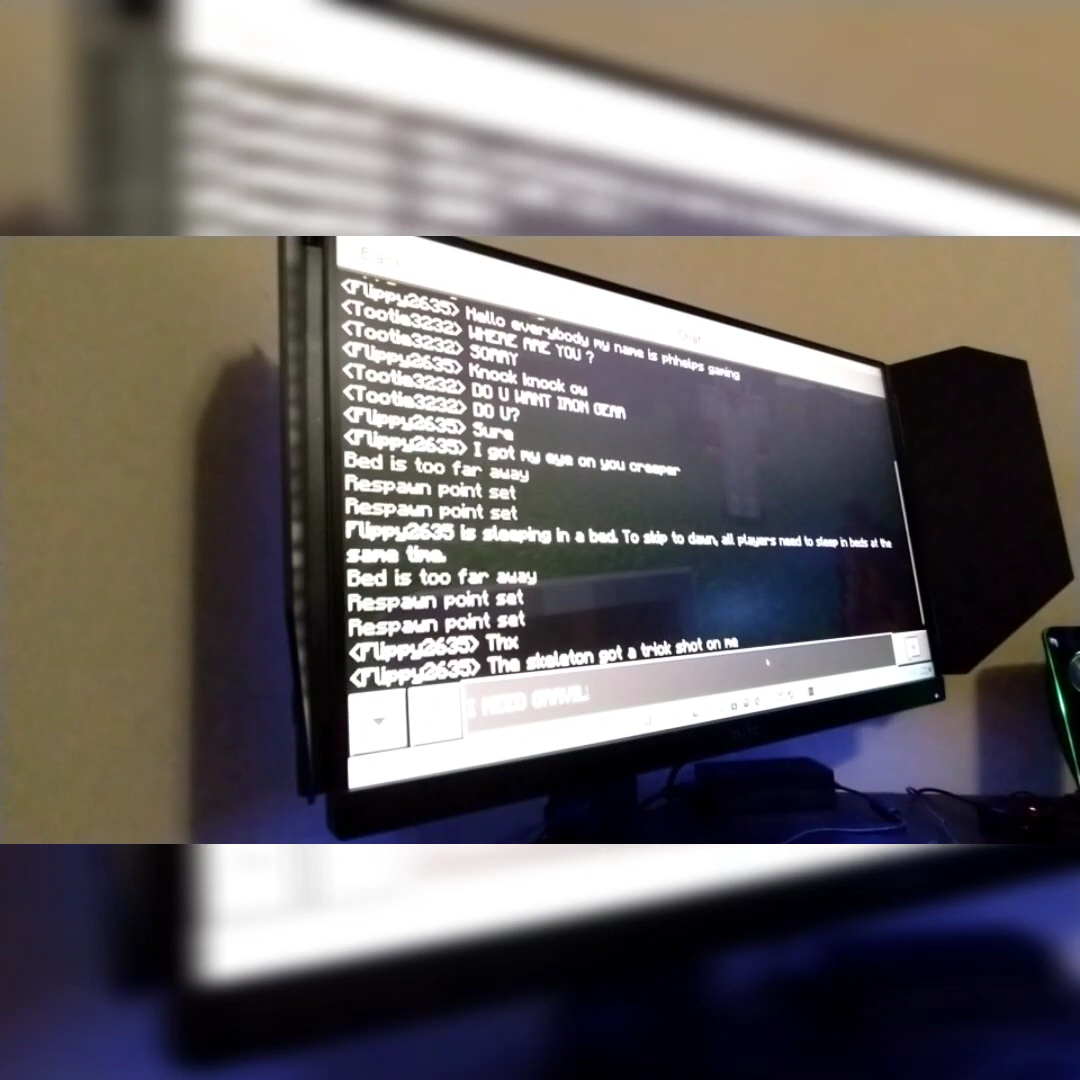 Chat
<Flippy2635> Hello everybody my name is phhelps gaming
<Tootie3232> WHERE ARE YOU ?
<Tootie3232> SORRY
<Flippy2635> Knock knock ow
<Tootie3232> DO U WANT IRON GEAR
<Tootie3232> DO U?
<Flippy2635> Sure
<Flippy2635> I got my eye on you creeper
Bed is too far away
Respawn point set
Respawn point set
Flippy2635 is sleeping in a bed. To skip to dawn, all players need to sleep in beds at the
same time.
Bed is too far away
Respawn point set
Respawn point set
<Flippy2635> Thx
<Flippy2635> The skeleton got a trick shot on me
I NEED GRAVEL